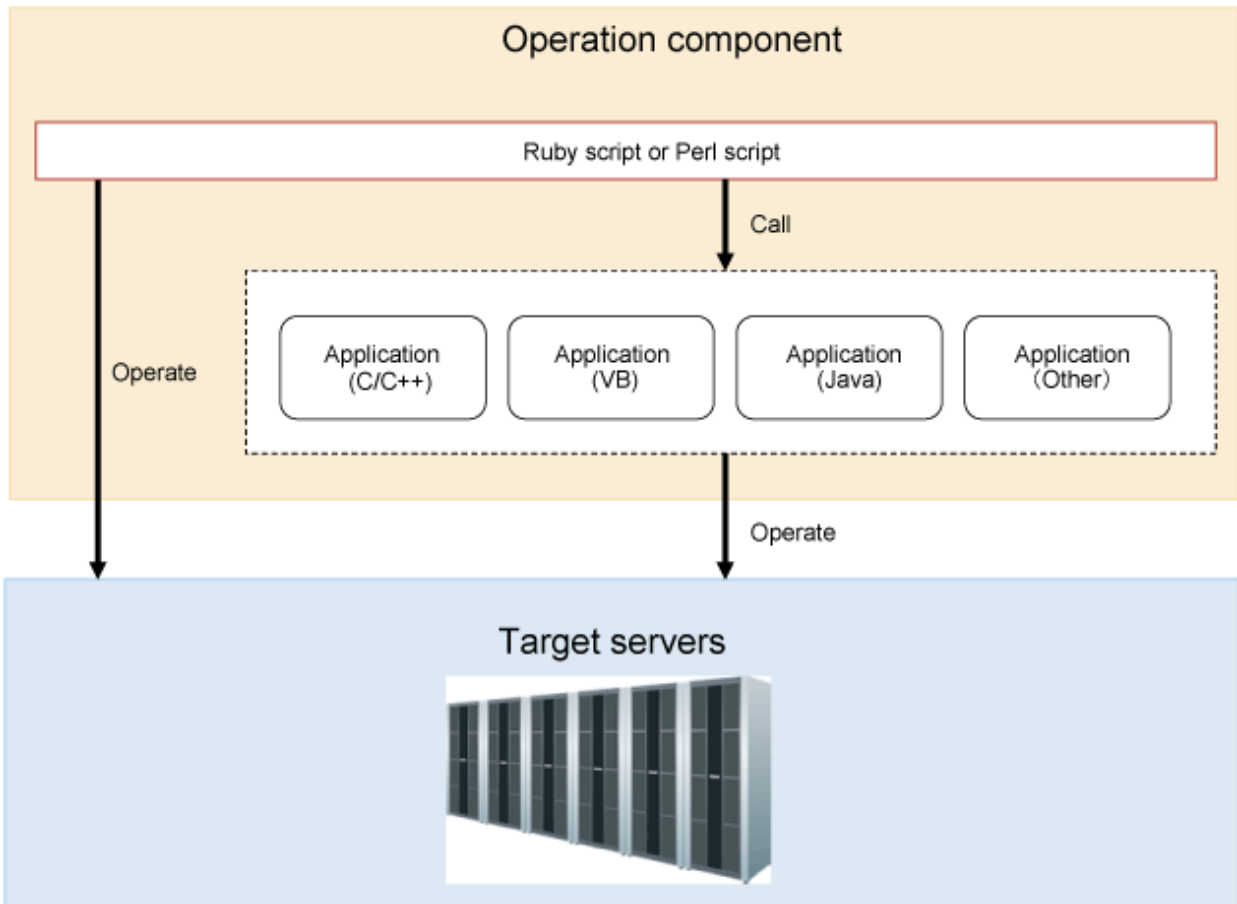 Operation component
Ruby script or Perl script
Call
Application
(C/C++)
Application
(VB)
Application
(Java)
Application
（Other）
Operate
Operate
Target servers